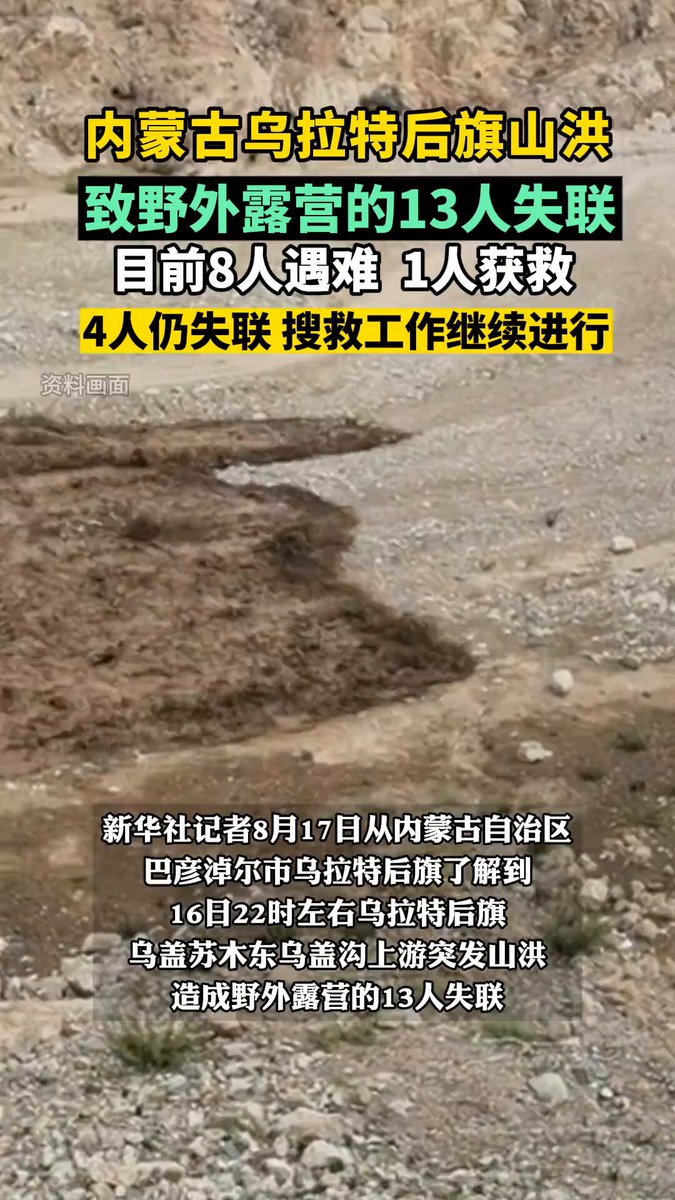 内蒙古乌拉特后旗山洪
致野外露营的13人失联
目前8人遇难 1人获救
4人仍失联 搜救工作继续进行
资料画面
新华社记者8月17日从内蒙古自治区
巴彦淖尔市乌拉特后旗了解到
16日22时左右乌拉特后旗
乌盖苏木东乌盖沟上游突发山洪
造成野外露营的13人失联